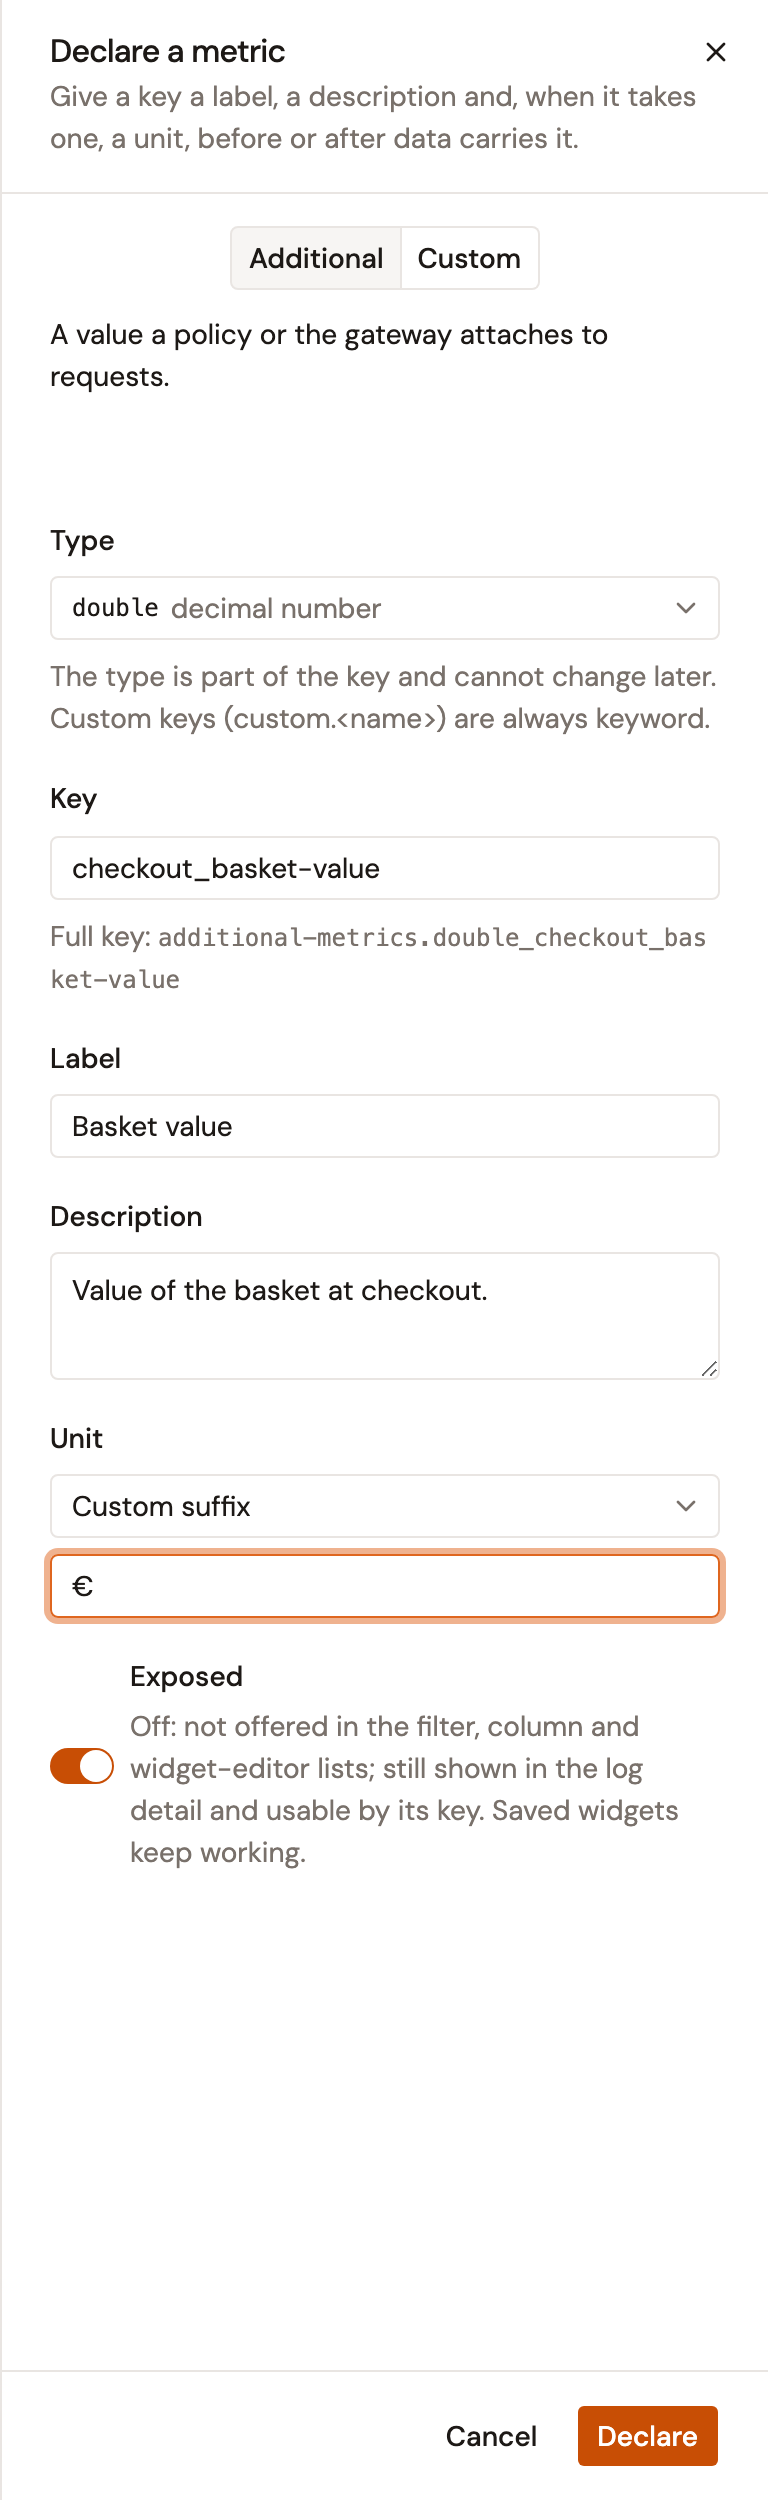 Declare a metric
Give a key a label, a description and, when it takes
one, a unit, before or after data carries it.
Additional
Custom
A value a policy or the gateway attaches to
requests.
Type
double decimal number
The type is part of the key and cannot change later.
Custom keys (custom.<name>) are always keyword.
Key
checkout_basket-value
Full key: additional-metrics.double_checkout_bas
ket-value
Label
Basket value
Description
Value of the basket at checkout.
Unit
Custom suffix
€
Exposed
Off: not offered in the filter, column and
widget-editor lists; still shown in the log
detail and usable by its key. Saved widgets
keep working.
Cancel
Declare